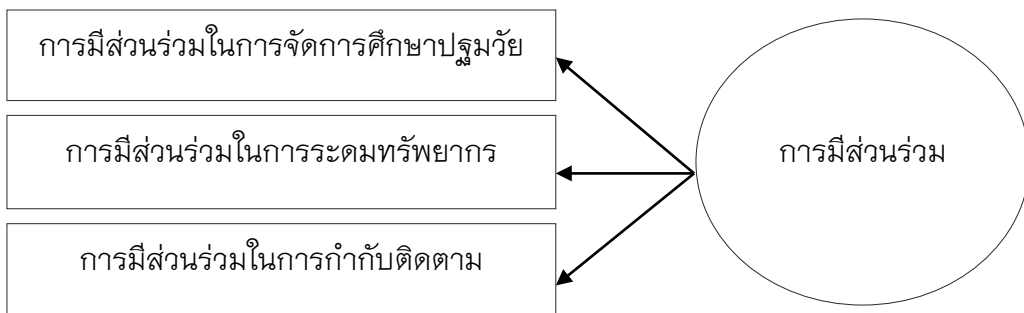 การมีส่วนร่วมในการจัดการศึกษาปฐมวัย
การมีส่วนร่วมในการระดมทรัพยากร
การมีส่วนร่วม
การมีส่วนร่วมในการกำกับติดตาม